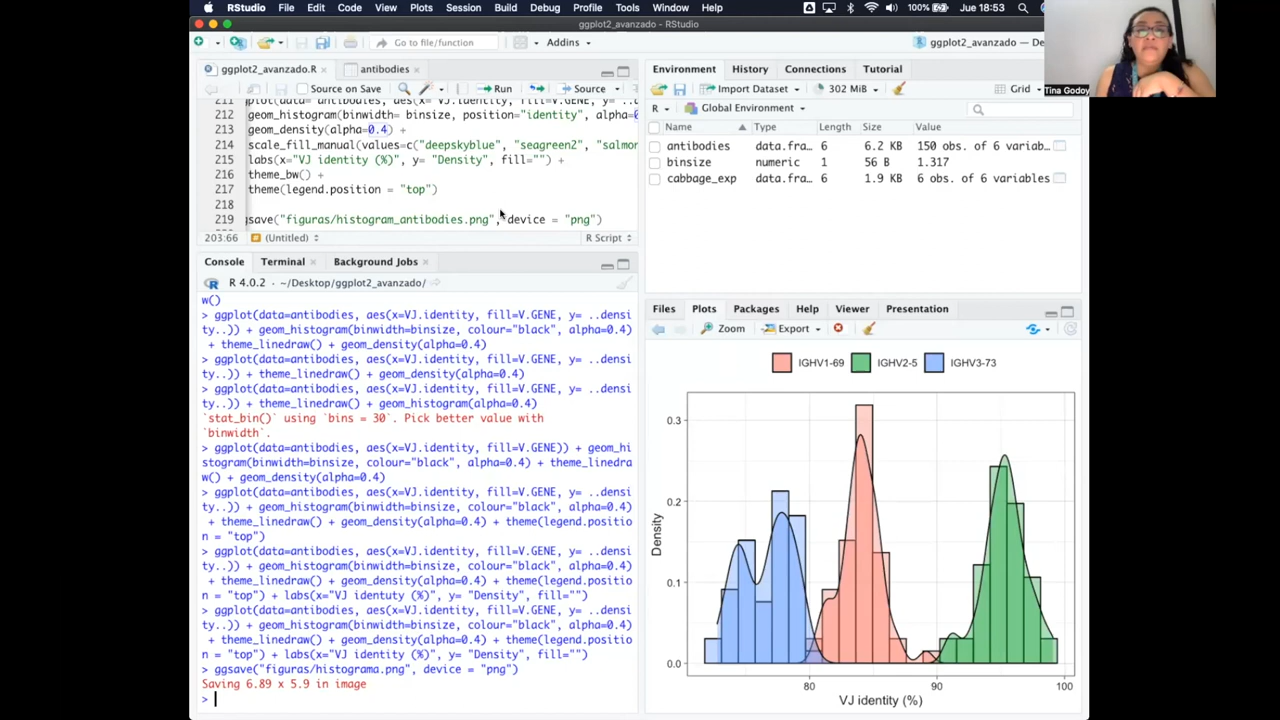 RStudio File Edit Code View Plots Session Build Debug Profile Tools Window Help 100% Jue 18:53
ggplot2_avanzado - RStudio
Go to file/function Addins ggplot2_avanzado —
Tina Godoy
ggplot2_avanzado.R antibodies
Source on Save Run Source
212 geom_histogram(binwidth= binsize, position="identity", alpha=
213 geom_density(alpha=0.4) +
214 scale_fill_manual(values=c("deepskyblue", "seagreen2", "salmon
215 labs(x="VJ identity (%)", y= "Density", fill="") +
216 theme_bw() +
217 theme(legend.position = "top")
218
219 gsave("figuras/histogram_antibodies.png", device = "png")
203:66 (Untitled) R Script
Console Terminal Background Jobs
R 4.0.2 · ~/Desktop/ggplot2_avanzado/
w()
> ggplot(data=antibodies, aes(x=VJ.identity, fill=V.GENE, y= ..densi
ty..)) + geom_histogram(binwidth=binsize, colour="black", alpha=0.4)
+ theme_linedraw() + geom_density(alpha=0.4)
> ggplot(data=antibodies, aes(x=VJ.identity, fill=V.GENE, y= ..densi
ty..)) + theme_linedraw() + geom_density(alpha=0.4)
> ggplot(data=antibodies, aes(x=VJ.identity, fill=V.GENE, y= ..densi
ty..)) + theme_linedraw() + geom_histogram(alpha=0.4)
`stat_bin()` using `bins = 30`. Pick better value with
`binwidth`.
> ggplot(data=antibodies, aes(x=VJ.identity, fill=V.GENE)) + geom_hi
stogram(binwidth=binsize, colour="black", alpha=0.4) + theme_linedra
w() + geom_density(alpha=0.4)
> ggplot(data=antibodies, aes(x=VJ.identity, fill=V.GENE, y= ..densi
ty..)) + geom_histogram(binwidth=binsize, colour="black", alpha=0.4)
+ theme_linedraw() + geom_density(alpha=0.4) + theme(legend.positio
n = "top")
> ggplot(data=antibodies, aes(x=VJ.identity, fill=V.GENE, y= ..densi
ty..)) + geom_histogram(binwidth=binsize, colour="black", alpha=0.4)
+ theme_linedraw() + geom_density(alpha=0.4) + theme(legend.positio
n = "top") + labs(x="VJ identuty (%)", y= "Density", fill="")
> ggplot(data=antibodies, aes(x=VJ.identity, fill=V.GENE, y= ..densi
ty..)) + geom_histogram(binwidth=binsize, colour="black", alpha=0.4)
+ theme_linedraw() + geom_density(alpha=0.4) + theme(legend.positio
n = "top") + labs(x="VJ identity (%)", y= "Density", fill="")
> ggsave("figuras/histograma.png", device = "png")
Saving 6.89 x 5.9 in image
>
Environment History Connections Tutorial
Import Dataset 302 MiB Grid
R Global Environment
Name Type Length Size Value
antibodies data.fra… 6 6.2 KB 150 obs. of 6 variab…
binsize numeric 1 56 B 1.317
cabbage_exp data.fra… 6 1.9 KB 6 obs. of 6 variables
Files Plots Packages Help Viewer Presentation
Zoom Export
IGHV1-69 IGHV2-5 IGHV3-73
0.3
0.2
0.1
0.0
Density
80 90 100
VJ identity (%)